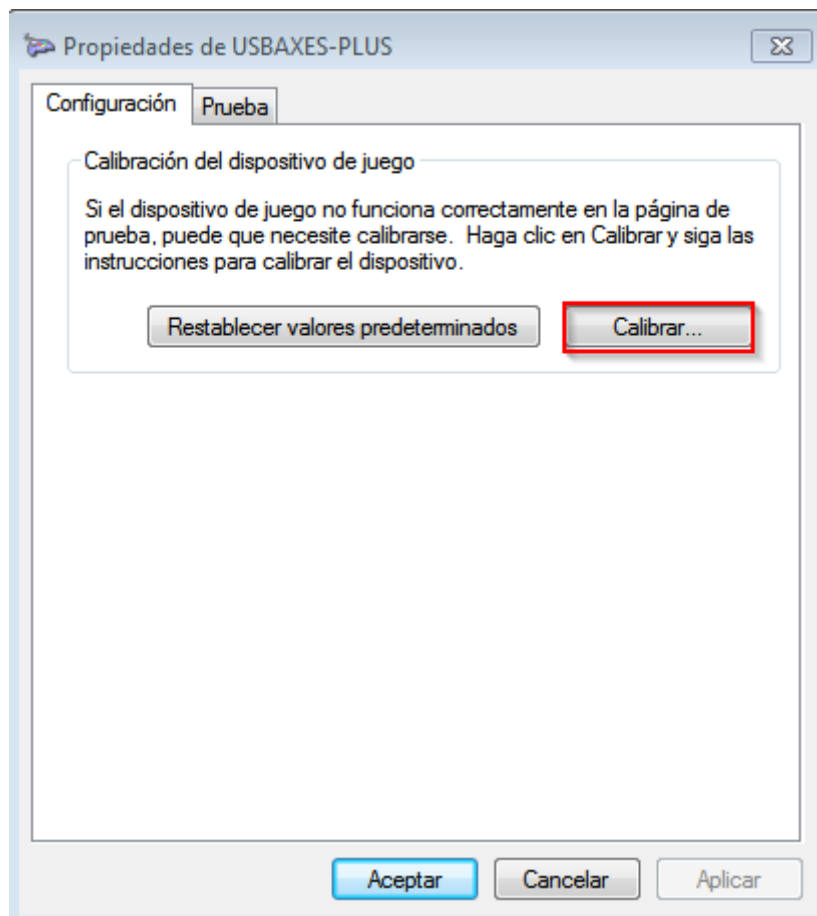 Propiedades de USBAXES-PLUS
Configuración
Prueba
Calibración del dispositivo de juego
Si el dispositivo de juego no funciona correctamente en la página de
prueba, puede que necesite calibrarse.  Haga clic en Calibrar y siga las
instrucciones para calibrar el dispositivo.
Restablecer valores predeterminados
Calibrar...
Aceptar
Cancelar
Aplicar